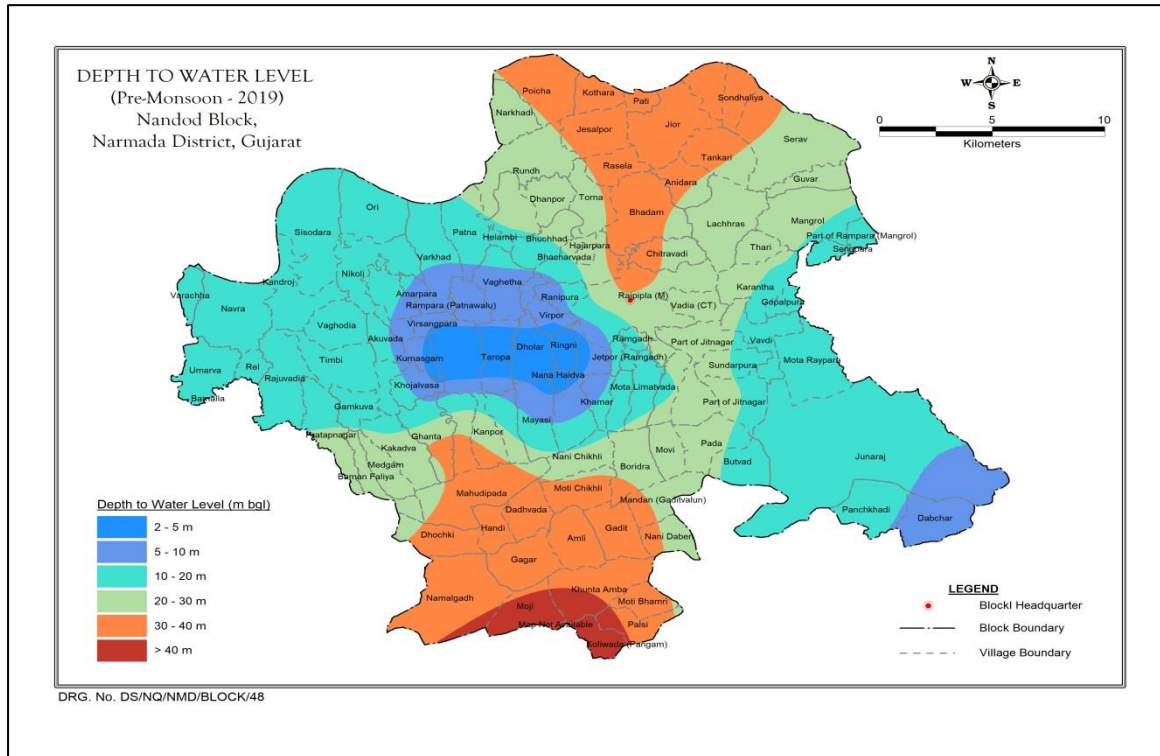 DEPTH TO WATER LEVEL
(Pre-Monsoon - 2019)
Nandod Block,
Narmada District, Gujarat
N
W E
S
0 5 10
Kilometers
Poicha
Kothara
Pati
Sondhaliya
Narkhadi
Jesalpor
Jior
Serav
Tankari
Rasela
Rundh
Anidara
Guvar
Dhanpor
Torna
Bhadam
Ori
Lachhras
Mangrol
Sisodara
Patna
Helambi
Bhuchhad
Hajarpara
Part of Rampara (Mangrol)
Thari
Varkhad
Bhacharvada
Chitravadi
Nikoli
Kandroj
Vaghetha
Karantha
Varachha
Amarpara
Ranipura
Rajpipla (M)
Gopalpura
Navra
Rampara (Patnawalu)
Vadia (CT)
Virpor
Vaghodia
Virsangpara
Akuvada
Ramgadh
Part of Jitnagar
Vavdi
Dholar
Ringni
Timbi
Kumasgam
Taropa
Jetpor (Ramgadh)
Mota Raypara
Umarva
Rel
Sundarpura
Rajuvadia
Nana Haidva
Khojalvasa
Mota Limatvada
Bamalla
Gamkuva
Khamar
Part of Jitnagar
Mayasi
Pratapnagar
Ghanta
Kanpor
Kakadva
Movi
Pada
Nani Chikhli
Junaraj
Medgam
Boridra
Butvad
Baman Faliya
Mahudipada
Moti Chikhli
Mandan (Gaditvalun)
Dadhvada
Panchkhadi
Dabchar
Dhochki
Handi
Gadit
Amli
Nani Daber
Gagar
Khunta Amba
Namalgadh
Moji
Moti Bhamri
Map Not Available
Palsi
Koliwada (Pangam)
Depth to Water Level (m bgl)
2 - 5 m
5 - 10 m
10 - 20 m
20 - 30 m
30 - 40 m
> 40 m
LEGEND
Blockl Headquarter
Block Boundary
Village Boundary
DRG. No. DS/NQ/NMD/BLOCK/48